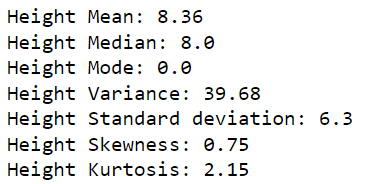 Height Mean: 8.36
Height Median: 8.0
Height Mode: 0.0
Height Variance: 39.68
Height Standard deviation: 6.3
Height Skewness: 0.75
Height Kurtosis: 2.15